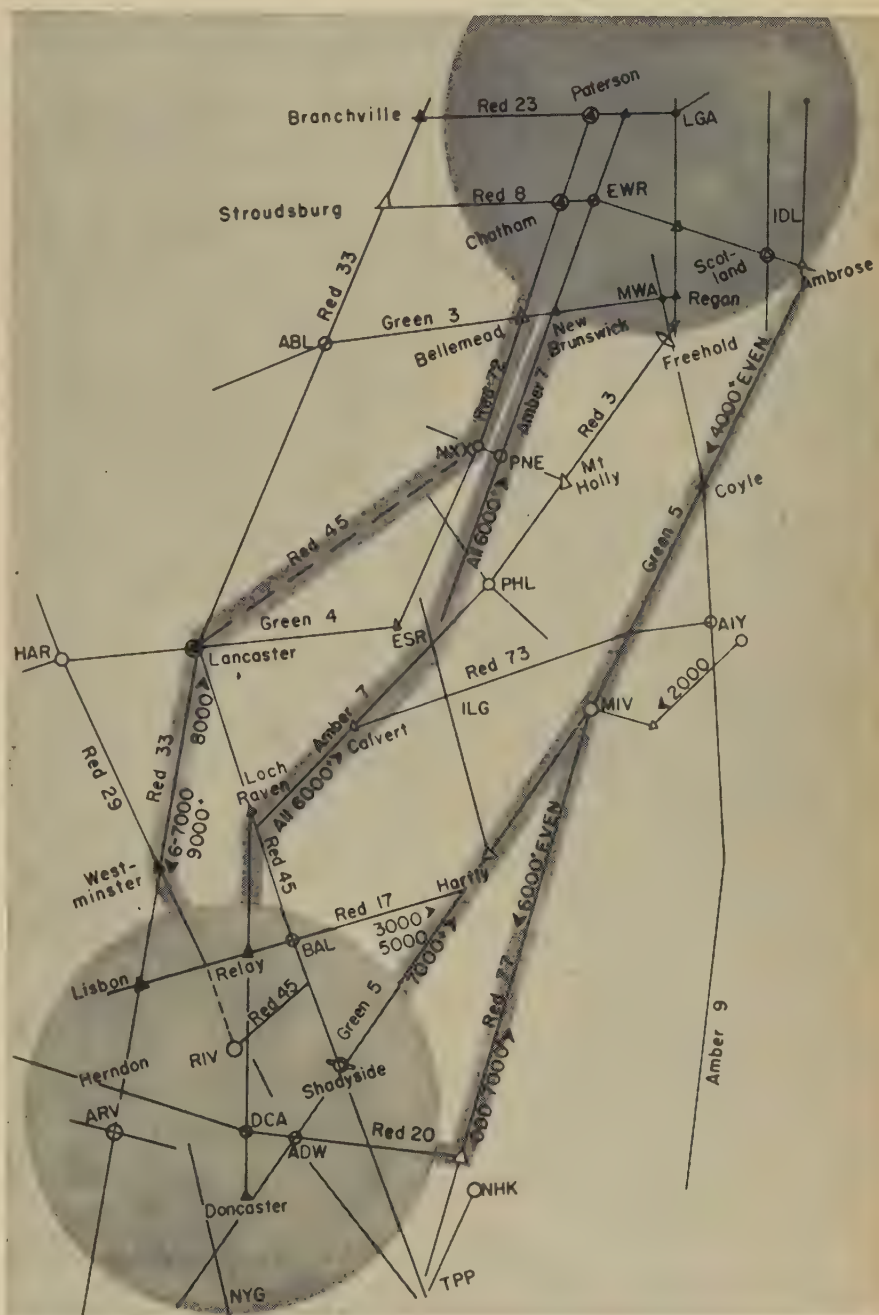 Paterson
Branchville
Red 23
LGA
Stroudsburg
Red 8
EWR
Chatham
IDL
Scot-
land
Ambrose
Red 33
MWA
Regan
ABL
Green 3
Bellemead
New
Brunswick
Freehold
Red 72
Amber 7
4000+ EVEN
Red 3
NXX
PNE
Mt
Holly
Coyle
Red 45
All 6000+
Green 5
PHL
Green 4
AIY
HAR
Lancaster
ESR
Red 73
2000
8000
MIV
ILG
Amber 7
Calvert
Red 29
Red 33
Loch
Raven
All 6000+
6-7000
9000+
Red 45
West-
minster
6000+ EVEN
Hartly
Red 17
3000
5000
7000+
BAL
Relay
Lisbon
Red 77
Red 45
Green 5
Amber 9
RIV
Herndon
Shadyside
ODD 7000+
ARV
DCA
ADW
Red 20
NHK
Doncaster
TPP
NYG